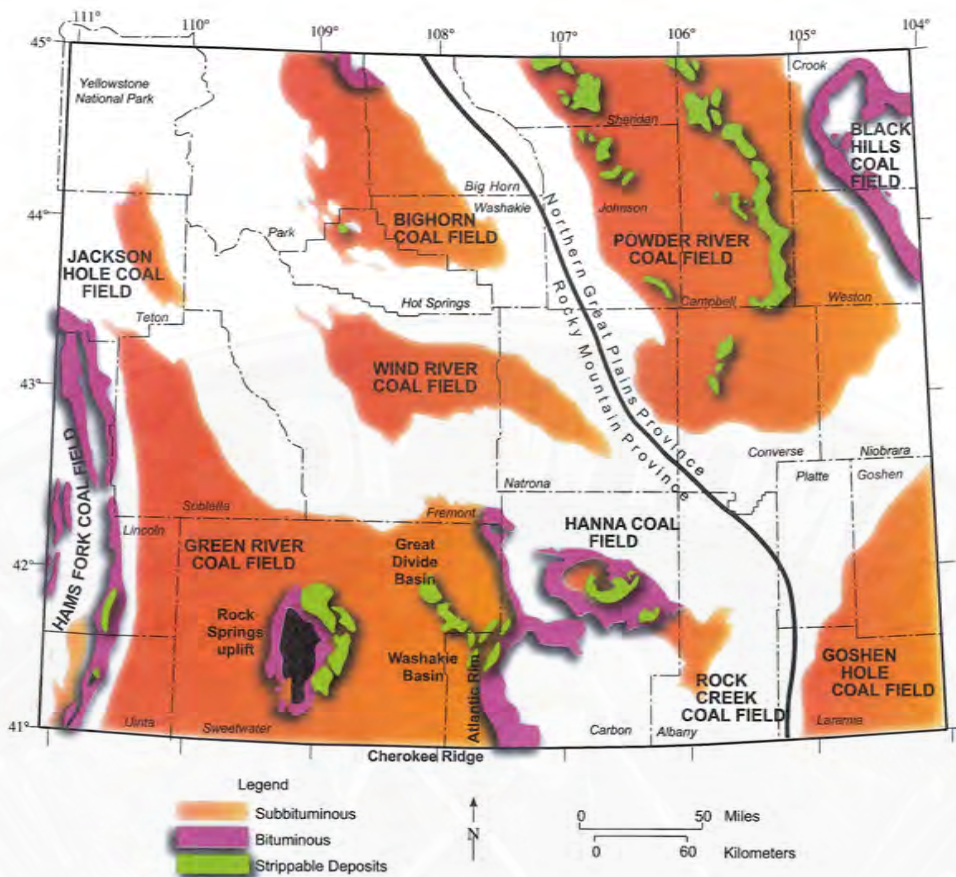 111°
110°
109°
108°
107°
106°
105°
104°
45°
44°
43°
42°
41°
Yellowstone
National Park
Crook
Sheridan
BLACK
HILLS
COAL
FIELD
Big Horn
Washakie
Johnson
BIGHORN
COAL FIELD
Park
JACKSON
HOLE COAL
FIELD
POWDER RIVER
COAL FIELD
Hot Springs
Campbell
Weston
Teton
Northern Great Plains Province
Rocky Mountain Province
WIND RIVER
COAL FIELD
HAMS FORK COAL FIELD
Converse
Niobrara
Platte
Goshen
Natrona
Sublella
Fremont
Lincoln
HANNA COAL
FIELD
GREEN RIVER
COAL FIELD
Great
Divide
Basin
Rock
Springs
uplift
Washakie
Basin
Atlantic Rim
ROCK
CREEK
COAL FIELD
GOSHEN
HOLE
COAL FIELD
Uinta
Sweetwater
Carbon
Albany
Larama
Cherokee Ridge
Legend
Subbituminous
Bituminous
Strippable Deposits
N
0 50 Miles
0 60 Kilometers